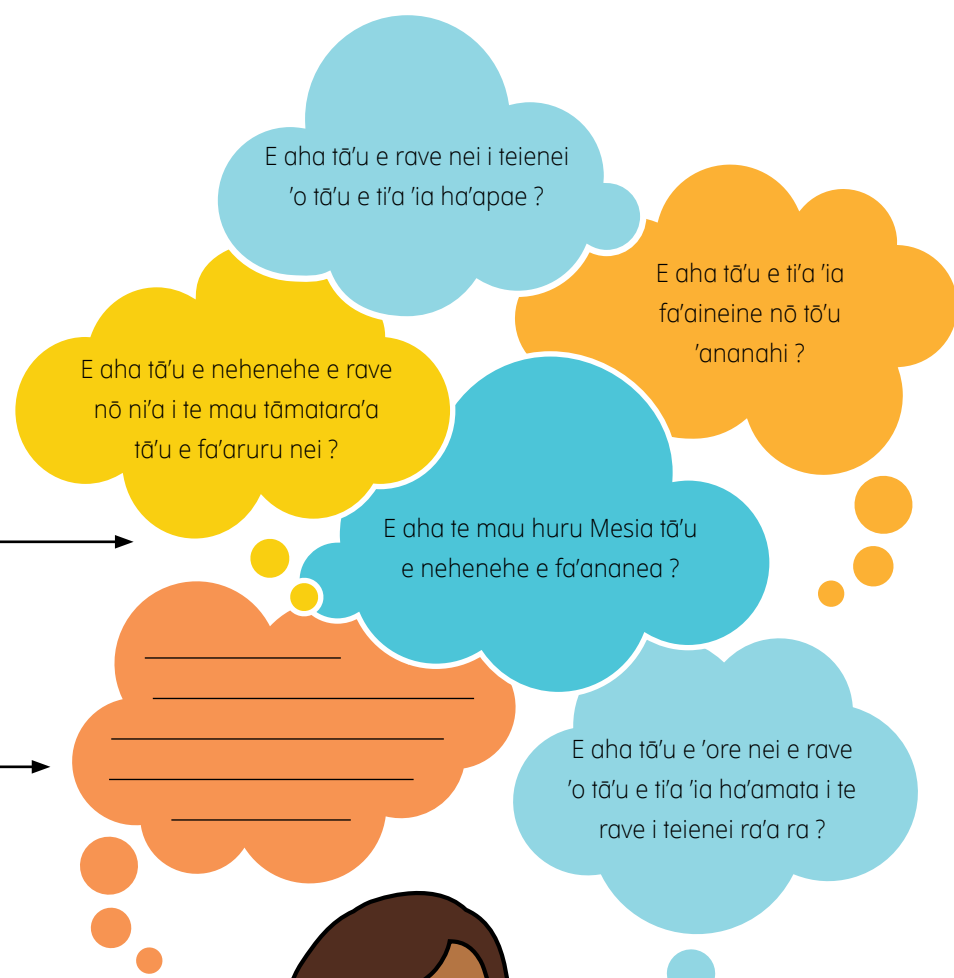 E aha tā'u e rave nei i teienei
'o tā'u e ti'a 'ia ha'apae ?
E aha tā'u e ti'a 'ia
fa'aineine nō tō'u
'ananahi ?
E aha tā'u e nehenehe e rave
nō ni'a i te mau tāmatara'a
tā'u e fa'aruru nei ?
E aha te mau huru Mesia tā'u
e nehenehe e fa'ananea ?
E aha tā'u e 'ore nei e rave
'o tā'u e ti'a 'ia ha'amata i te
rave i teienei ra'a ra ?